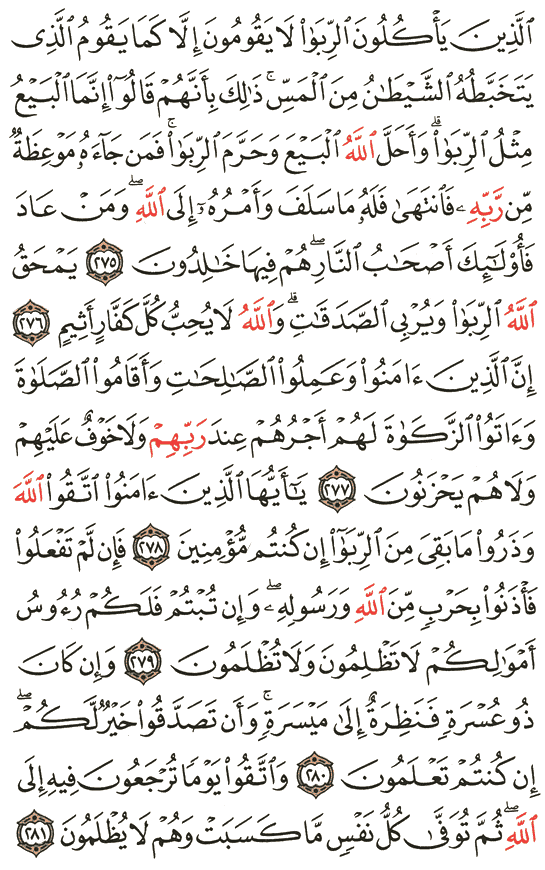 ٱلَّذِينَ يَأۡكُلُونَ ٱلرِّبَوٰاْ لَا يَقُومُونَ إِلَّا كَمَا يَقُومُ ٱلَّذِى
يَتَخَبَّطُهُ ٱلشَّيۡطَـٰنُ مِنَ ٱلۡمَسِّۚ ذَٰلِكَ بِأَنَّهُمۡ قَالُوٓاْ إِنَّمَا ٱلۡبَيۡعُ
مِثۡلُ ٱلرِّبَوٰاْۗ وَأَحَلَّ ٱللَّهُ ٱلۡبَيۡعَ وَحَرَّمَ ٱلرِّبَوٰاْۚ فَمَن جَآءَهُۥ مَوۡعِظَةٌ
مِّن رَّبِّهِۦ فَٱنتَهَىٰ فَلَهُۥ مَا سَلَفَ وَأَمۡرُهُۥٓ إِلَى ٱللَّهِۖ وَمَنۡ عَادَ
فَأُوْلَـٰٓئِكَ أَصۡحَـٰبُ ٱلنَّارِۖ هُمۡ فِيهَا خَـٰلِدُونَ ٢٧٥ يَمۡحَقُ
ٱللَّهُ ٱلرِّبَوٰاْ وَيُرۡبِى ٱلصَّدَقَـٰتِۗ وَٱللَّهُ لَا يُحِبُّ كُلَّ كَفَّارٍ أَثِيمٍ ٢٧٦
إِنَّ ٱلَّذِينَ ءَامَنُواْ وَعَمِلُواْ ٱلصَّـٰلِحَـٰتِ وَأَقَامُواْ ٱلصَّلَوٰةَ
وَءَاتَوُاْ ٱلزَّكَوٰةَ لَهُمۡ أَجۡرُهُمۡ عِندَ رَبِّهِمۡ وَلَا خَوۡفٌ عَلَيۡهِمۡ
وَلَا هُمۡ يَحۡزَنُونَ ٢٧٧ يَـٰٓأَيُّهَا ٱلَّذِينَ ءَامَنُواْ ٱتَّقُواْ ٱللَّهَ
وَذَرُواْ مَا بَقِىَ مِنَ ٱلرِّبَوٰٓاْ إِن كُنتُم مُّؤۡمِنِينَ ٢٧٨ فَإِن لَّمۡ تَفۡعَلُواْ
فَأۡذَنُواْ بِحَرۡبٍ مِّنَ ٱللَّهِ وَرَسُولِهِۦۖ وَإِن تُبۡتُمۡ فَلَكُمۡ رُءُوسُ
أَمۡوَٰلِكُمۡ لَا تَظۡلِمُونَ وَلَا تُظۡلَمُونَ ٢٧٩ وَإِن كَانَ
ذُو عُسۡرَةٍ فَنَظِرَةٌ إِلَىٰ مَيۡسَرَةٍۚ وَأَن تَصَدَّقُواْ خَيۡرٌ لَّكُمۡۖ
إِن كُنتُمۡ تَعۡلَمُونَ ٢٨٠ وَٱتَّقُواْ يَوۡمًا تُرۡجَعُونَ فِيهِ إِلَى
ٱللَّهِۖ ثُمَّ تُوَفَّىٰ كُلُّ نَفۡسٍ مَّا كَسَبَتۡ وَهُمۡ لَا يُظۡلَمُونَ ٢٨١